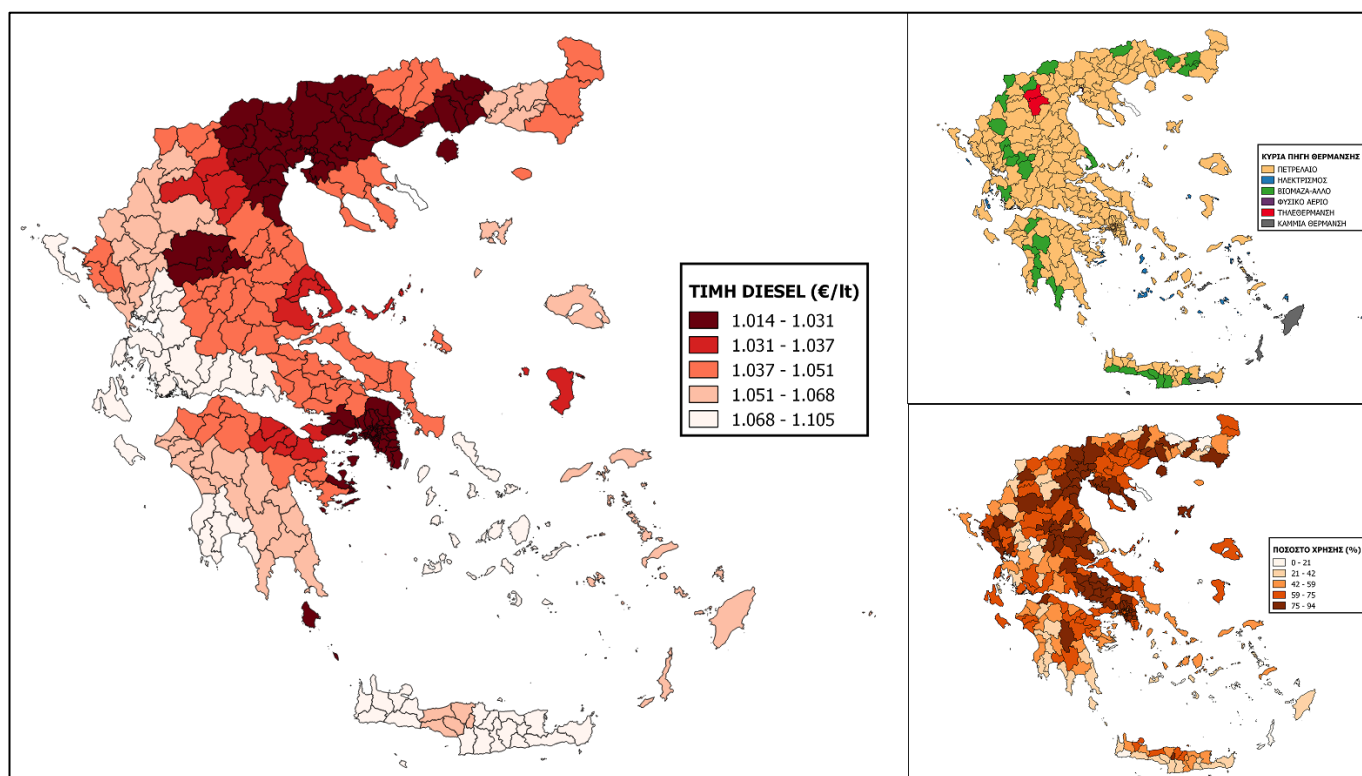 ΤΙΜΗ DIESEL (€/lt)
1.014 - 1.031
1.031 - 1.037
1.037 - 1.051
1.051 - 1.068
1.068 - 1.105
ΚΥΡΙΑ ΠΗΓΗ ΘΕΡΜΑΝΣΗΣ
ΠΕΤΡΕΛΑΙΟ
ΗΛΕΚΤΡΙΣΜΟΣ
ΒΙΟΜΑΖΑ-ΑΛΛΟ
ΦΥΣΙΚΟ ΑΕΡΙΟ
ΤΗΛΕΘΕΡΜΑΝΣΗ
ΚΑΜΜΙΑ ΘΕΡΜΑΝΣΗ
ΠΟΣΟΣΤΟ ΧΡΗΣΗΣ (%)
0 - 21
21 - 42
42 - 59
59 - 75
75 - 94